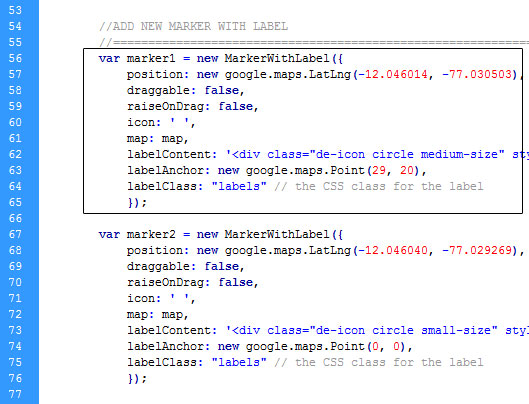 53
54 //ADD NEW MARKER WITH LABEL
55 //==========================================================
56 var marker1 = new MarkerWithLabel({
57 position: new google.maps.LatLng(-12.046014, -77.030503),
58 draggable: false,
59 raiseOnDrag: false,
60 icon: ' ',
61 map: map,
62 labelContent: '<div class="de-icon circle medium-size" sty
63 labelAnchor: new google.maps.Point(29, 20),
64 labelClass: "labels" // the CSS class for the label
65 });
66
67 var marker2 = new MarkerWithLabel({
68 position: new google.maps.LatLng(-12.046040, -77.029269),
69 draggable: false,
70 raiseOnDrag: false,
71 icon: ' ',
72 map: map,
73 labelContent: '<div class="de-icon circle small-size" styl
74 labelAnchor: new google.maps.Point(0, 0),
75 labelClass: "labels" // the CSS class for the label
76 });
77